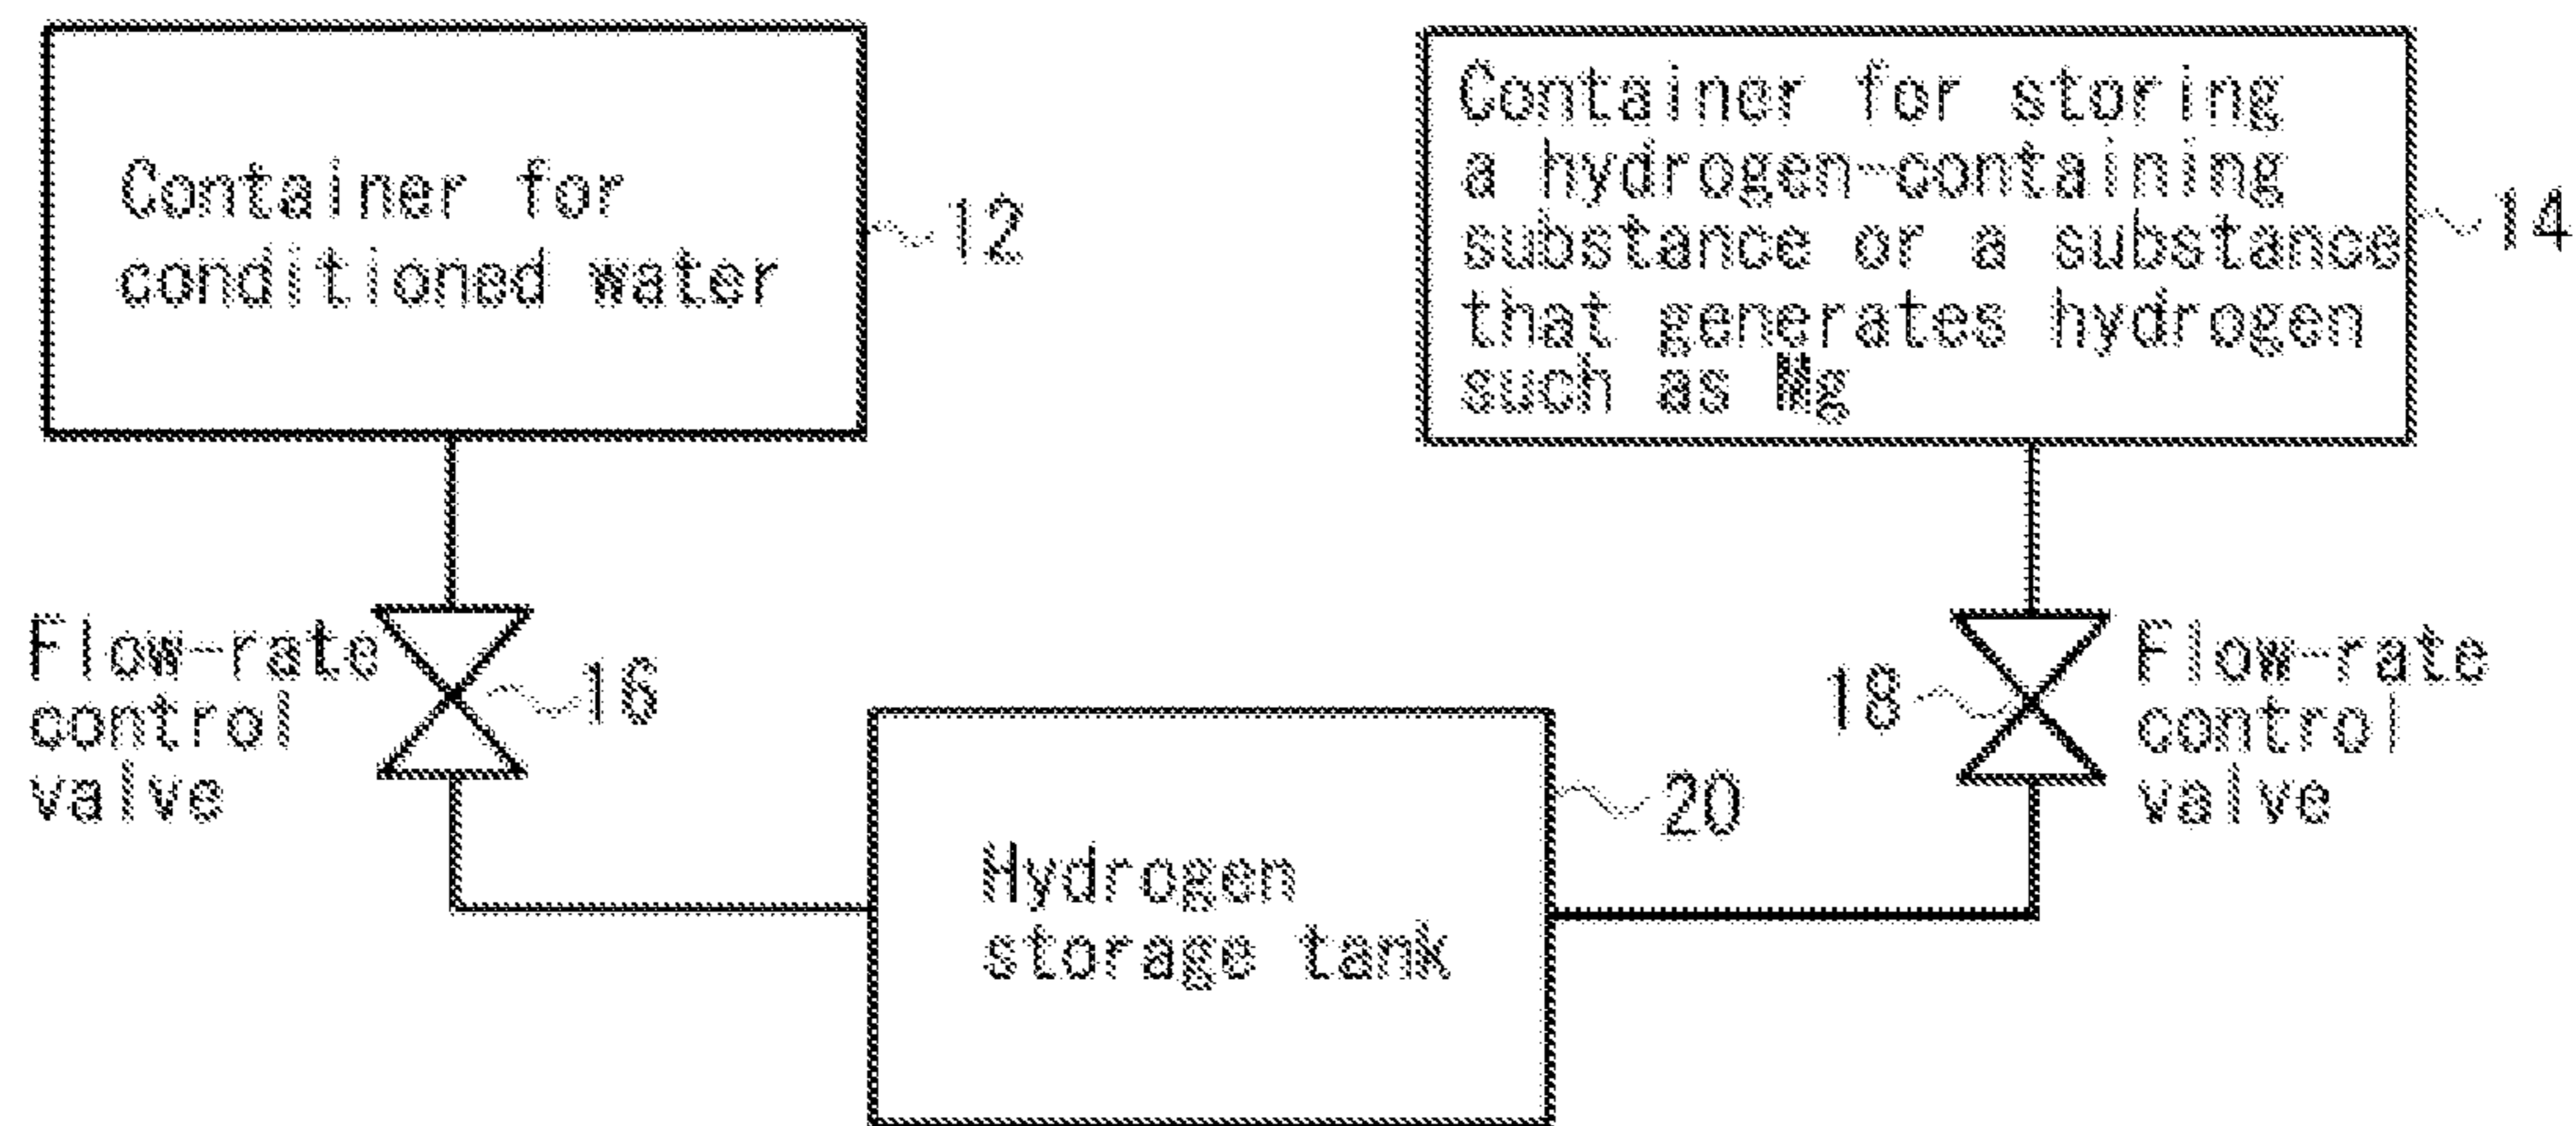 Container for
conditioned water
12
Container for storing
a hydrogen-containing
substance or a substance
that generates hydrogen
such as Mg
14
Flow-rate
control
valve
16
18
Flow-rate
control
valve
20
Hydrogen
storage tank